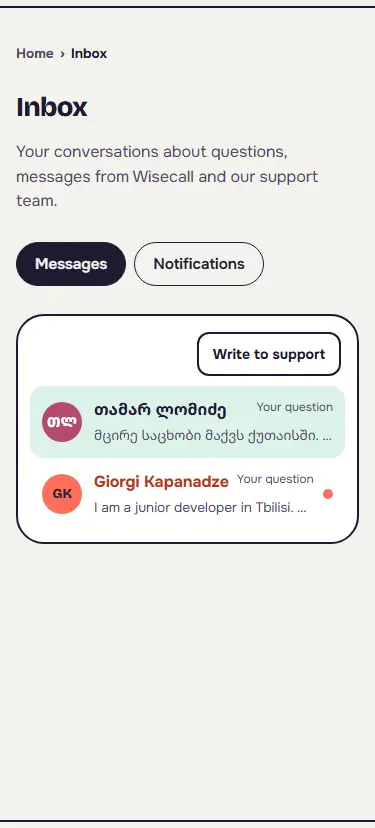 Home › Inbox
Inbox
Your conversations about questions,
messages from Wisecall and our support
team.
Messages
Notifications
Write to support
თლ
თამარ ლომიძე
Your question
მცირე საცხობი მაქვს ქუთაისში. ...
GK
Giorgi Kapanadze
Your question
I am a junior developer in Tbilisi. ...